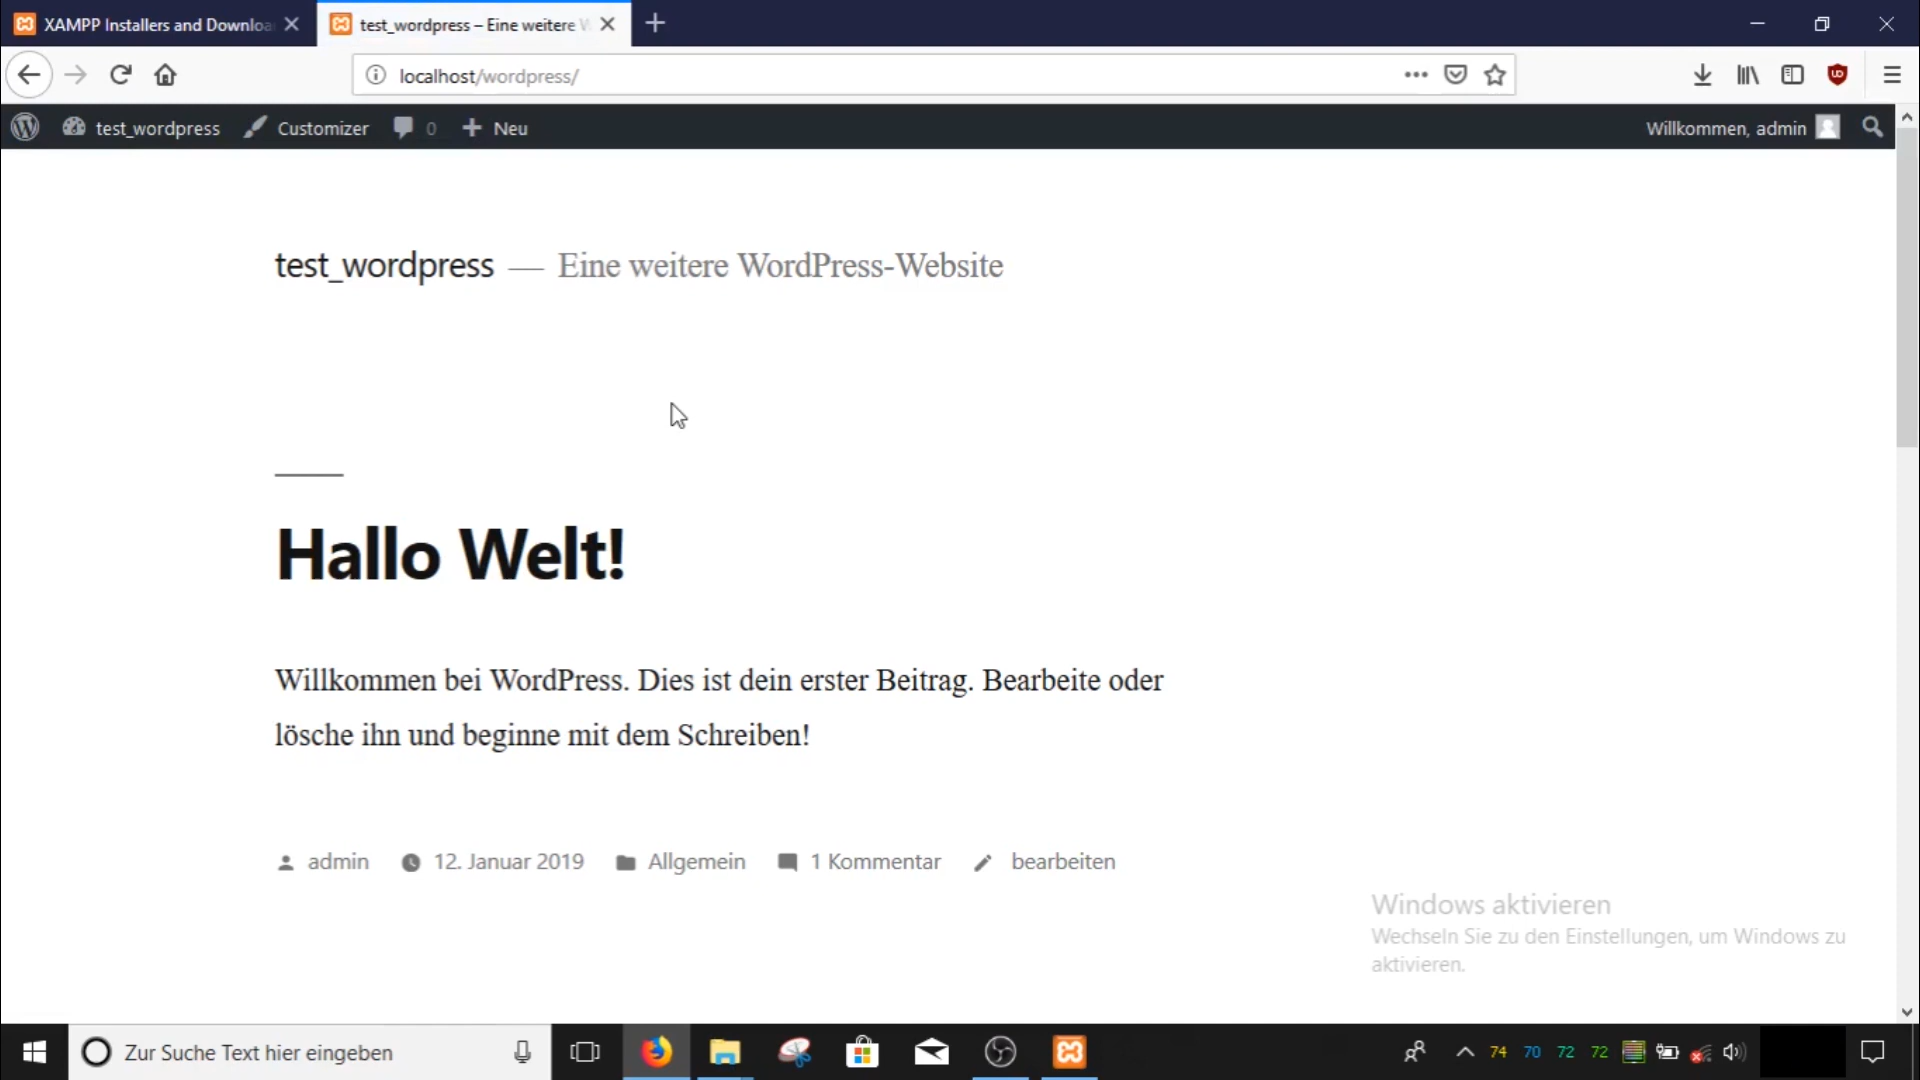 XAMPP Installers and Downloa
test_wordpress – Eine weitere W
localhost/wordpress/
test_wordpress Customizer 0 Neu Willkommen, admin
test_wordpress — Eine weitere WordPress-Website
Hallo Welt!
Willkommen bei WordPress. Dies ist dein erster Beitrag. Bearbeite oder
lösche ihn und beginne mit dem Schreiben!
admin 12. Januar 2019 Allgemein 1 Kommentar bearbeiten
Windows aktivieren
Wechseln Sie zu den Einstellungen, um Windows zu
aktivieren.
Zur Suche Text hier eingeben 74 70 72 72